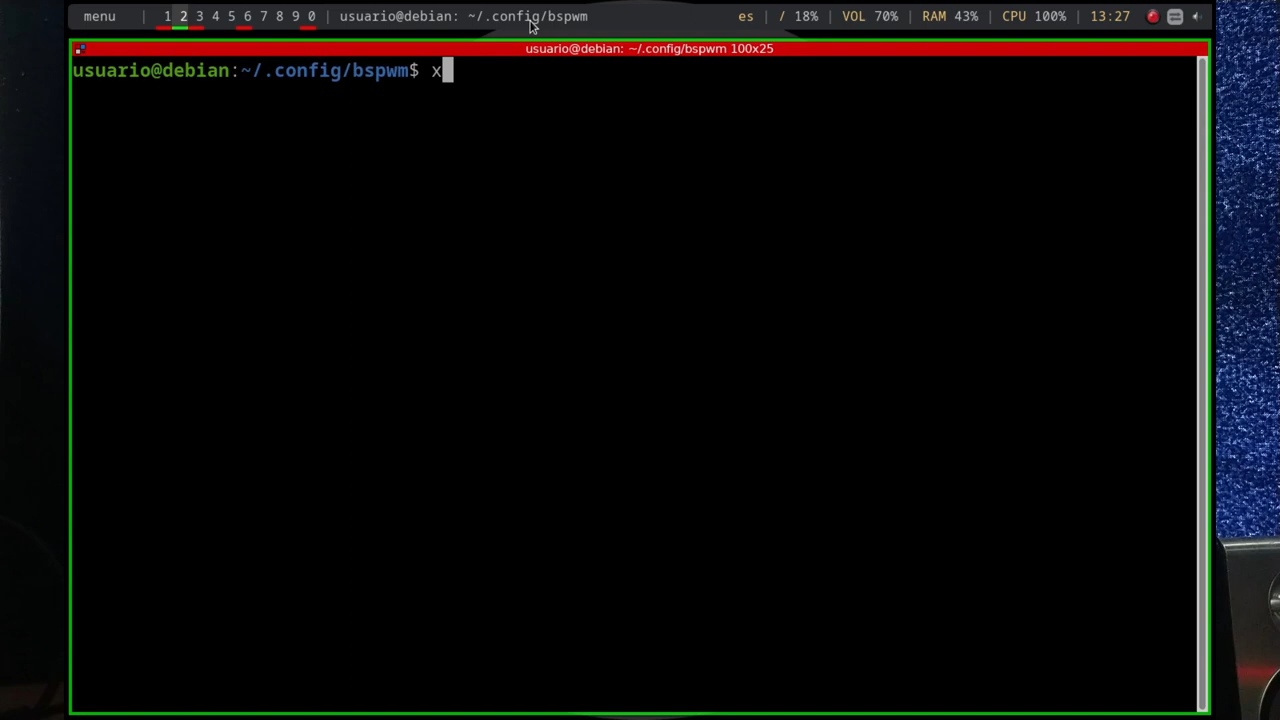 menu | 1 2 3 4 5 6 7 8 9 0 | usuario@debian: ~/.config/bspwm es | / 18% | VOL 70% | RAM 43% | CPU 100% | 13:27
usuario@debian: ~/.config/bspwm 100x25
usuario@debian:~/.config/bspwm$ x